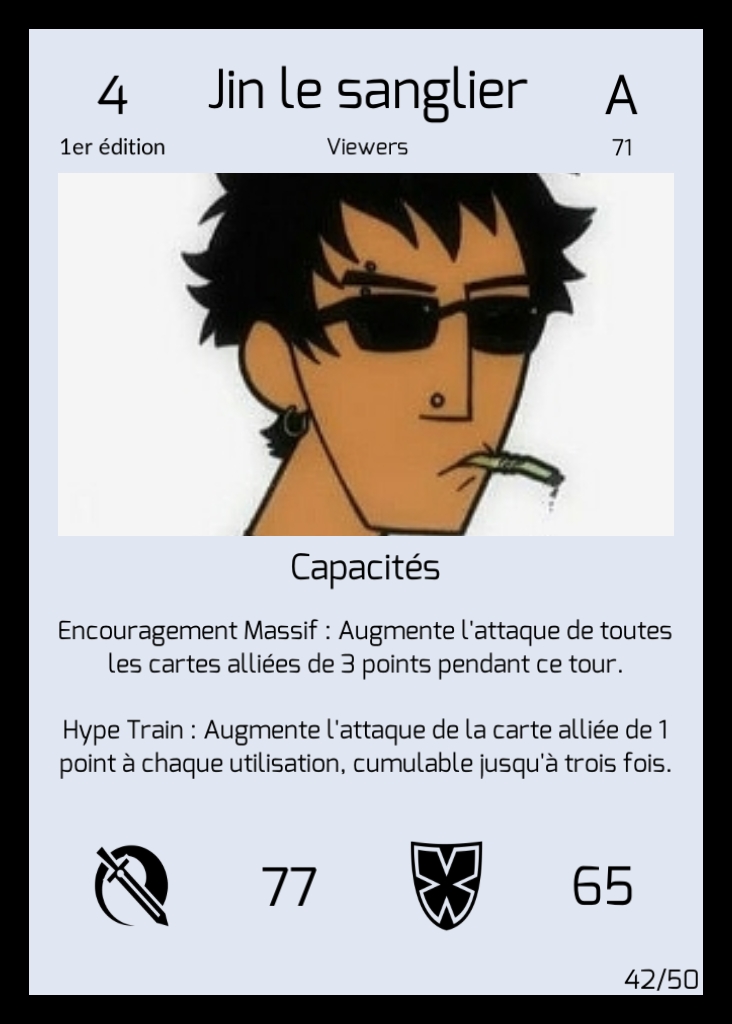 4
Jin le sanglier
A
1er édition
Viewers
71
Capacités
Encouragement Massif : Augmente l'attaque de toutes
les cartes alliées de 3 points pendant ce tour.
Hype Train : Augmente l'attaque de la carte alliée de 1
point à chaque utilisation, cumulable jusqu'à trois fois.
77
65
42/50